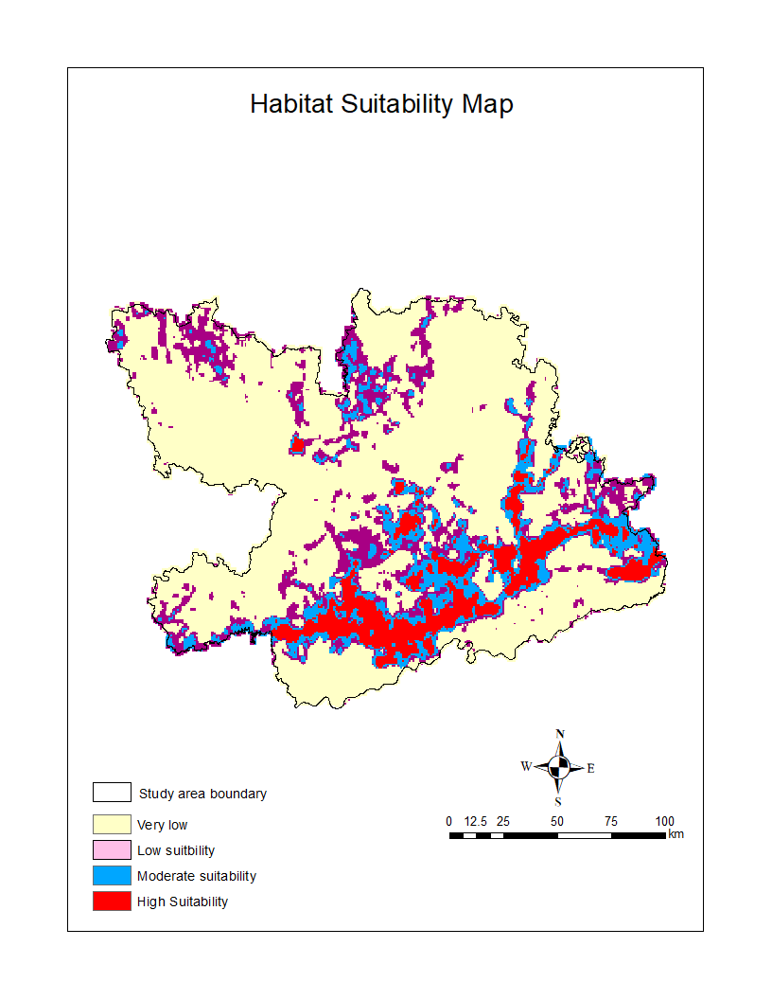 Habitat Suitability Map
N
W E
S
0 12.5 25 50 75 100
km
Study area boundary
Very low
Low suitbility
Moderate suitability
High Suitability